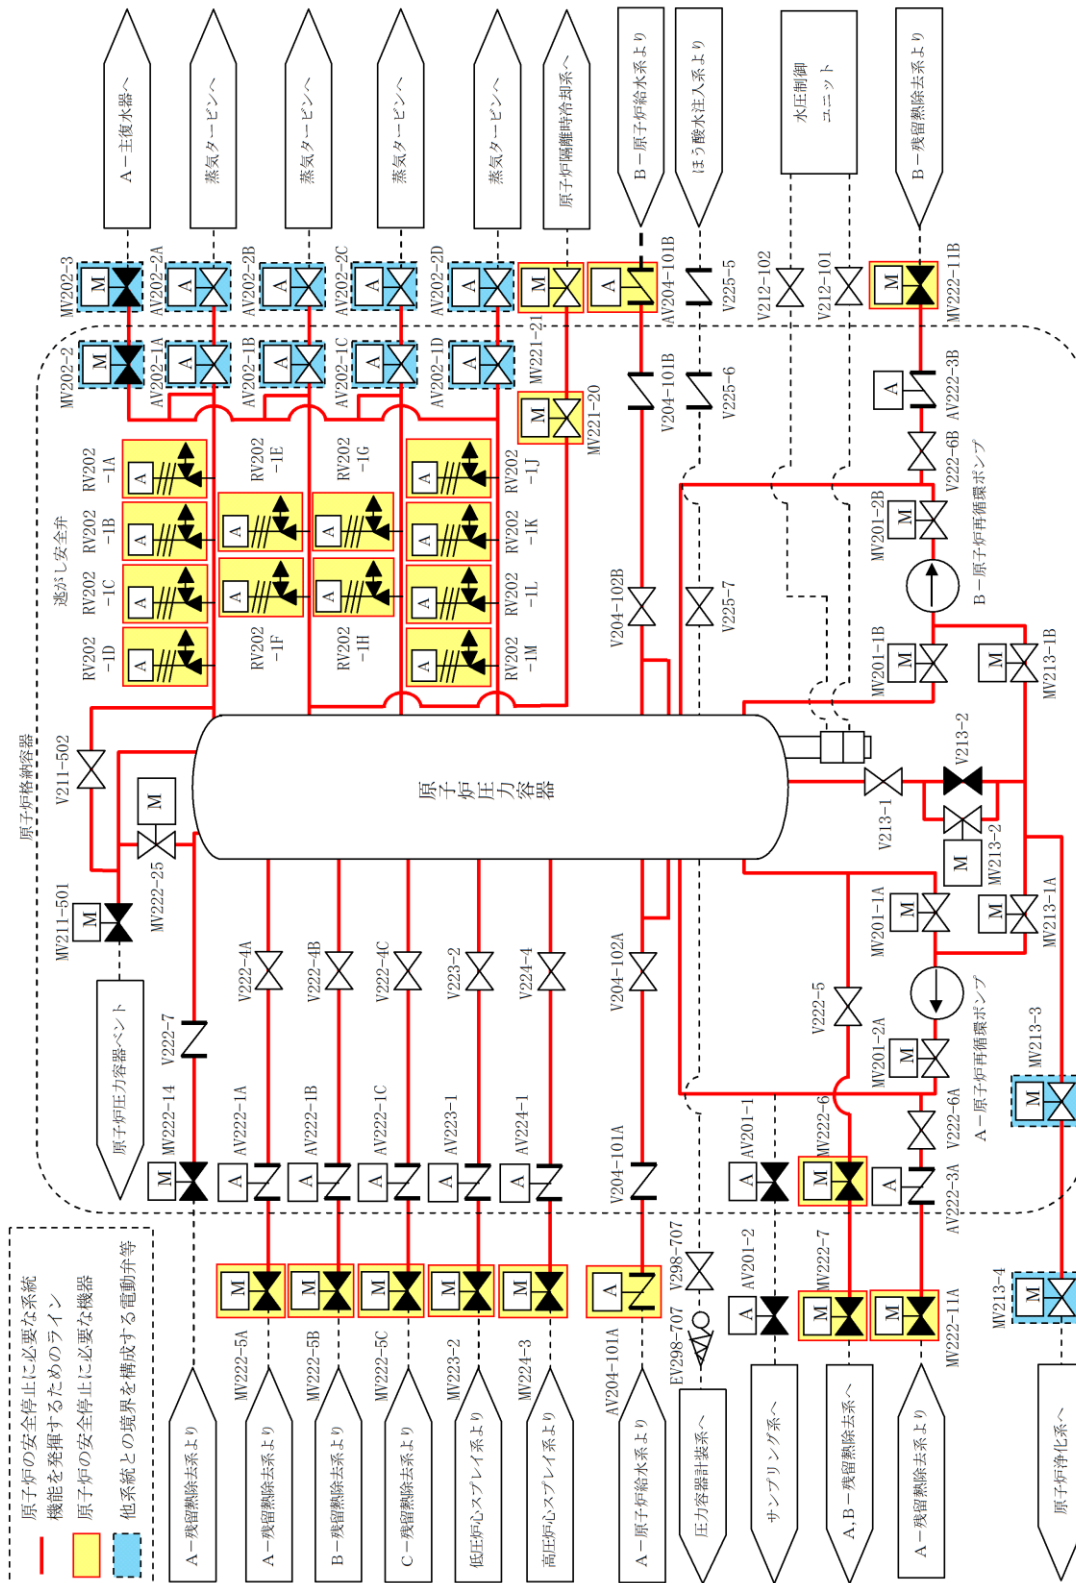 原子炉の安全停止に必要な系統
機能を発揮するためのライン
原子炉の安全停止に必要な機器
他系統との境界を構成する電動弁等
原子炉格納容器
逃がし安全弁
原子炉圧力容器
A－主復水器へ
蒸気タービンへ
蒸気タービンへ
蒸気タービンへ
蒸気タービンへ
原子炉隔離時冷却系へ
B－原子炉給水系より
ほう酸水注入系より
水圧制御
ユニット
B－残留熱除去系より
MV202-3
AV202-2A
AV202-2B
AV202-2C
AV202-2D
MV221-21
AV204-101B
V225-5
V212-102
V212-101
MV222-11B
MV202-2
AV202-1A
AV202-1B
AV202-1C
AV202-1D
MV221-20
V204-101B
V225-6
AV222-3B
V222-6B
RV202
-1A
RV202
-1B
RV202
-1C
RV202
-1D
RV202
-1E
RV202
-1F
RV202
-1G
RV202
-1H
RV202
-1J
RV202
-1K
RV202
-1L
RV202
-1M
V204-102B
V225-7
MV201-2B
B－原子炉再循環ポンプ
MV201-1B
MV213-1B
V211-502
MV211-501
MV222-25
V213-1
V213-2
MV213-2
MV201-1A
MV213-1A
原子炉圧力容器ベント
V222-7
MV222-14
V222-4A
V222-4B
V222-4C
V223-2
V224-4
V204-102A
V222-5
A－原子炉再循環ポンプ
MV201-2A
AV222-1A
AV222-1B
AV222-1C
AV223-1
AV224-1
V204-101A
AV201-1
MV222-6
V222-6A
AV222-3A
MV213-3
MV222-5A
MV222-5B
MV222-5C
MV223-2
MV224-3
AV204-101A
EV298-707
V298-707
AV201-2
MV222-7
MV222-11A
MV213-4
A－残留熱除去系より
A－残留熱除去系より
B－残留熱除去系より
C－残留熱除去系より
低圧炉心スプレイ系より
高圧炉心スプレイ系より
A－原子炉給水系より
圧力容器計装系へ
サンプリング系へ
A,B－残留熱除去系へ
A－残留熱除去系より
原子炉浄化系へ
M
A
A
A
A
M
A
M
M
A
A
A
A
M
A
A
A
A
A
A
A
A
A
A
A
A
A
M
M
M
M
M
M
M
M
M
M
M
A
A
A
A
A
A
M
A
M
M
M
M
M
M
A
A
M
M
M